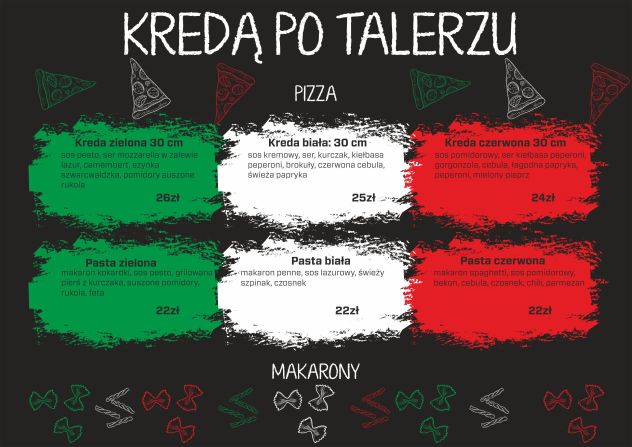 KREDĄ PO TALERZU
PIZZA
Kreda zielona 30 cm
sos pesto, ser mozzarella w zalewie
lazur, camembert, szynka
szwarcwaldzka, pomidory suszone
rukola
26zł
Kreda biała: 30 cm
sos kremowy, ser, kurczak, kiełbasa
peperoni, brokuły, czerwona cebula,
świeża papryka
25zł
Kreda czerwona 30 cm
sos pomidorowy, ser kiełbasa peperoni,
gorgonzola, cebula, łagodna papryka,
peperoni, mielony pieprz
24zł
Pasta zielona
makaron kokardki, sos pesto, grillowana
pierś z kurczaka, suszone pomidory,
rukola, feta
22zł
Pasta biała
makaron penne, sos lazurowy, świeży
szpinak, czosnek
22zł
Pasta czerwona
makaron spaghetti, sos pomidorowy,
bekon, cebula, czosnek, chili, parmezan
22zł
MAKARONY